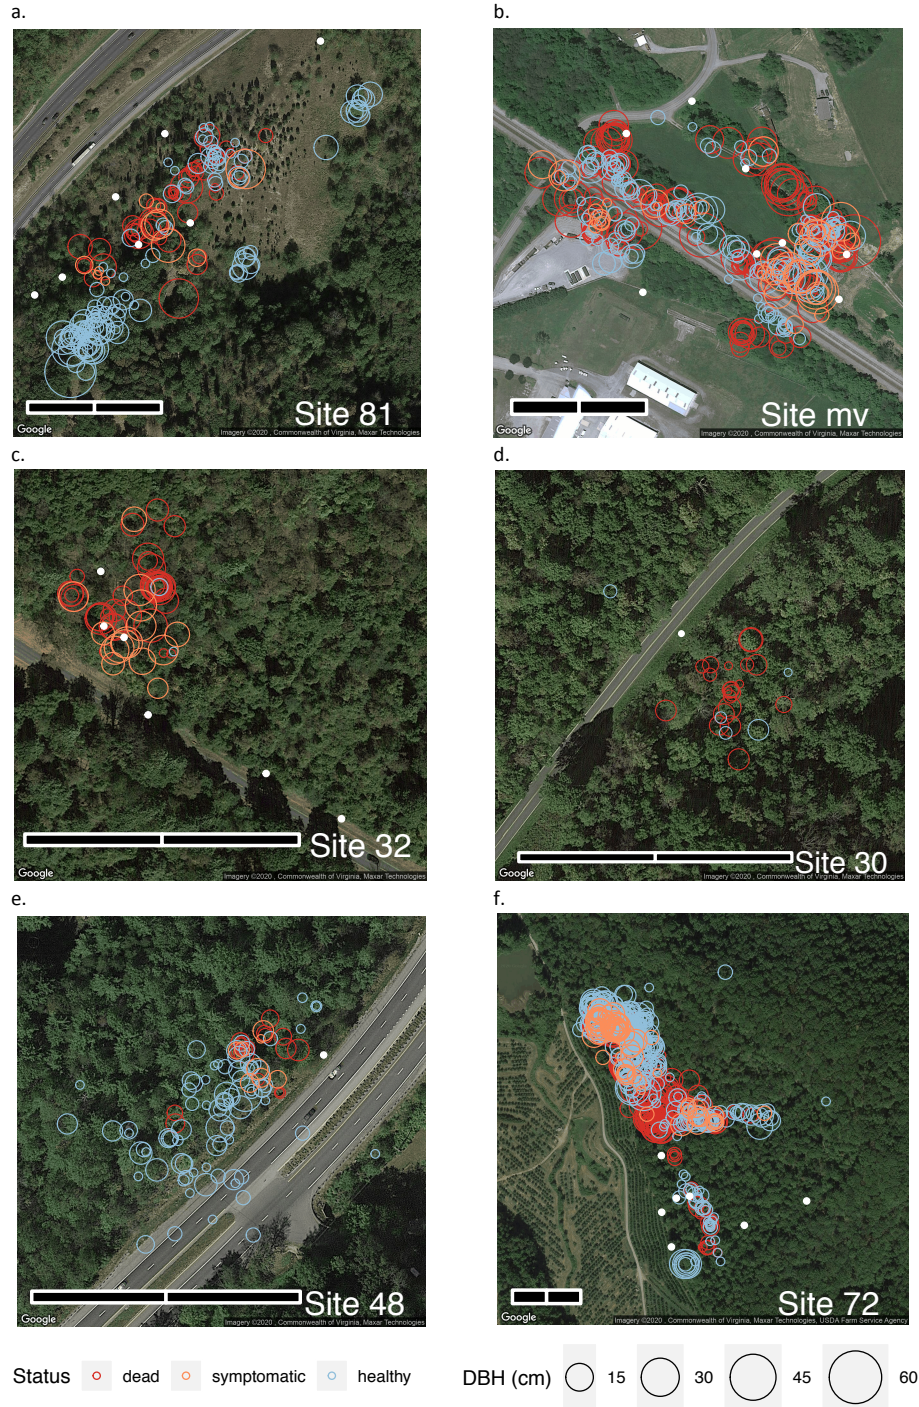 a.
b.
Site 81
Google
Imagery ©2020 , Commonwealth of Virginia, Maxar Technologies
Site mv
Google
Imagery ©2020 , Commonwealth of Virginia, Maxar Technologies
c.
d.
Site 32
Google
Imagery ©2020 , Commonwealth of Virginia, Maxar Technologies
Site 30
Google
Imagery ©2020 , Commonwealth of Virginia, Maxar Technologies
e.
f.
Site 48
Google
Imagery ©2020 , Commonwealth of Virginia, Maxar Technologies
Site 72
Google
Imagery ©2020 , Commonwealth of Virginia, Maxar Technologies, USDA Farm Service Agency
Status dead symptomatic healthy
DBH (cm) 15 30 45 60